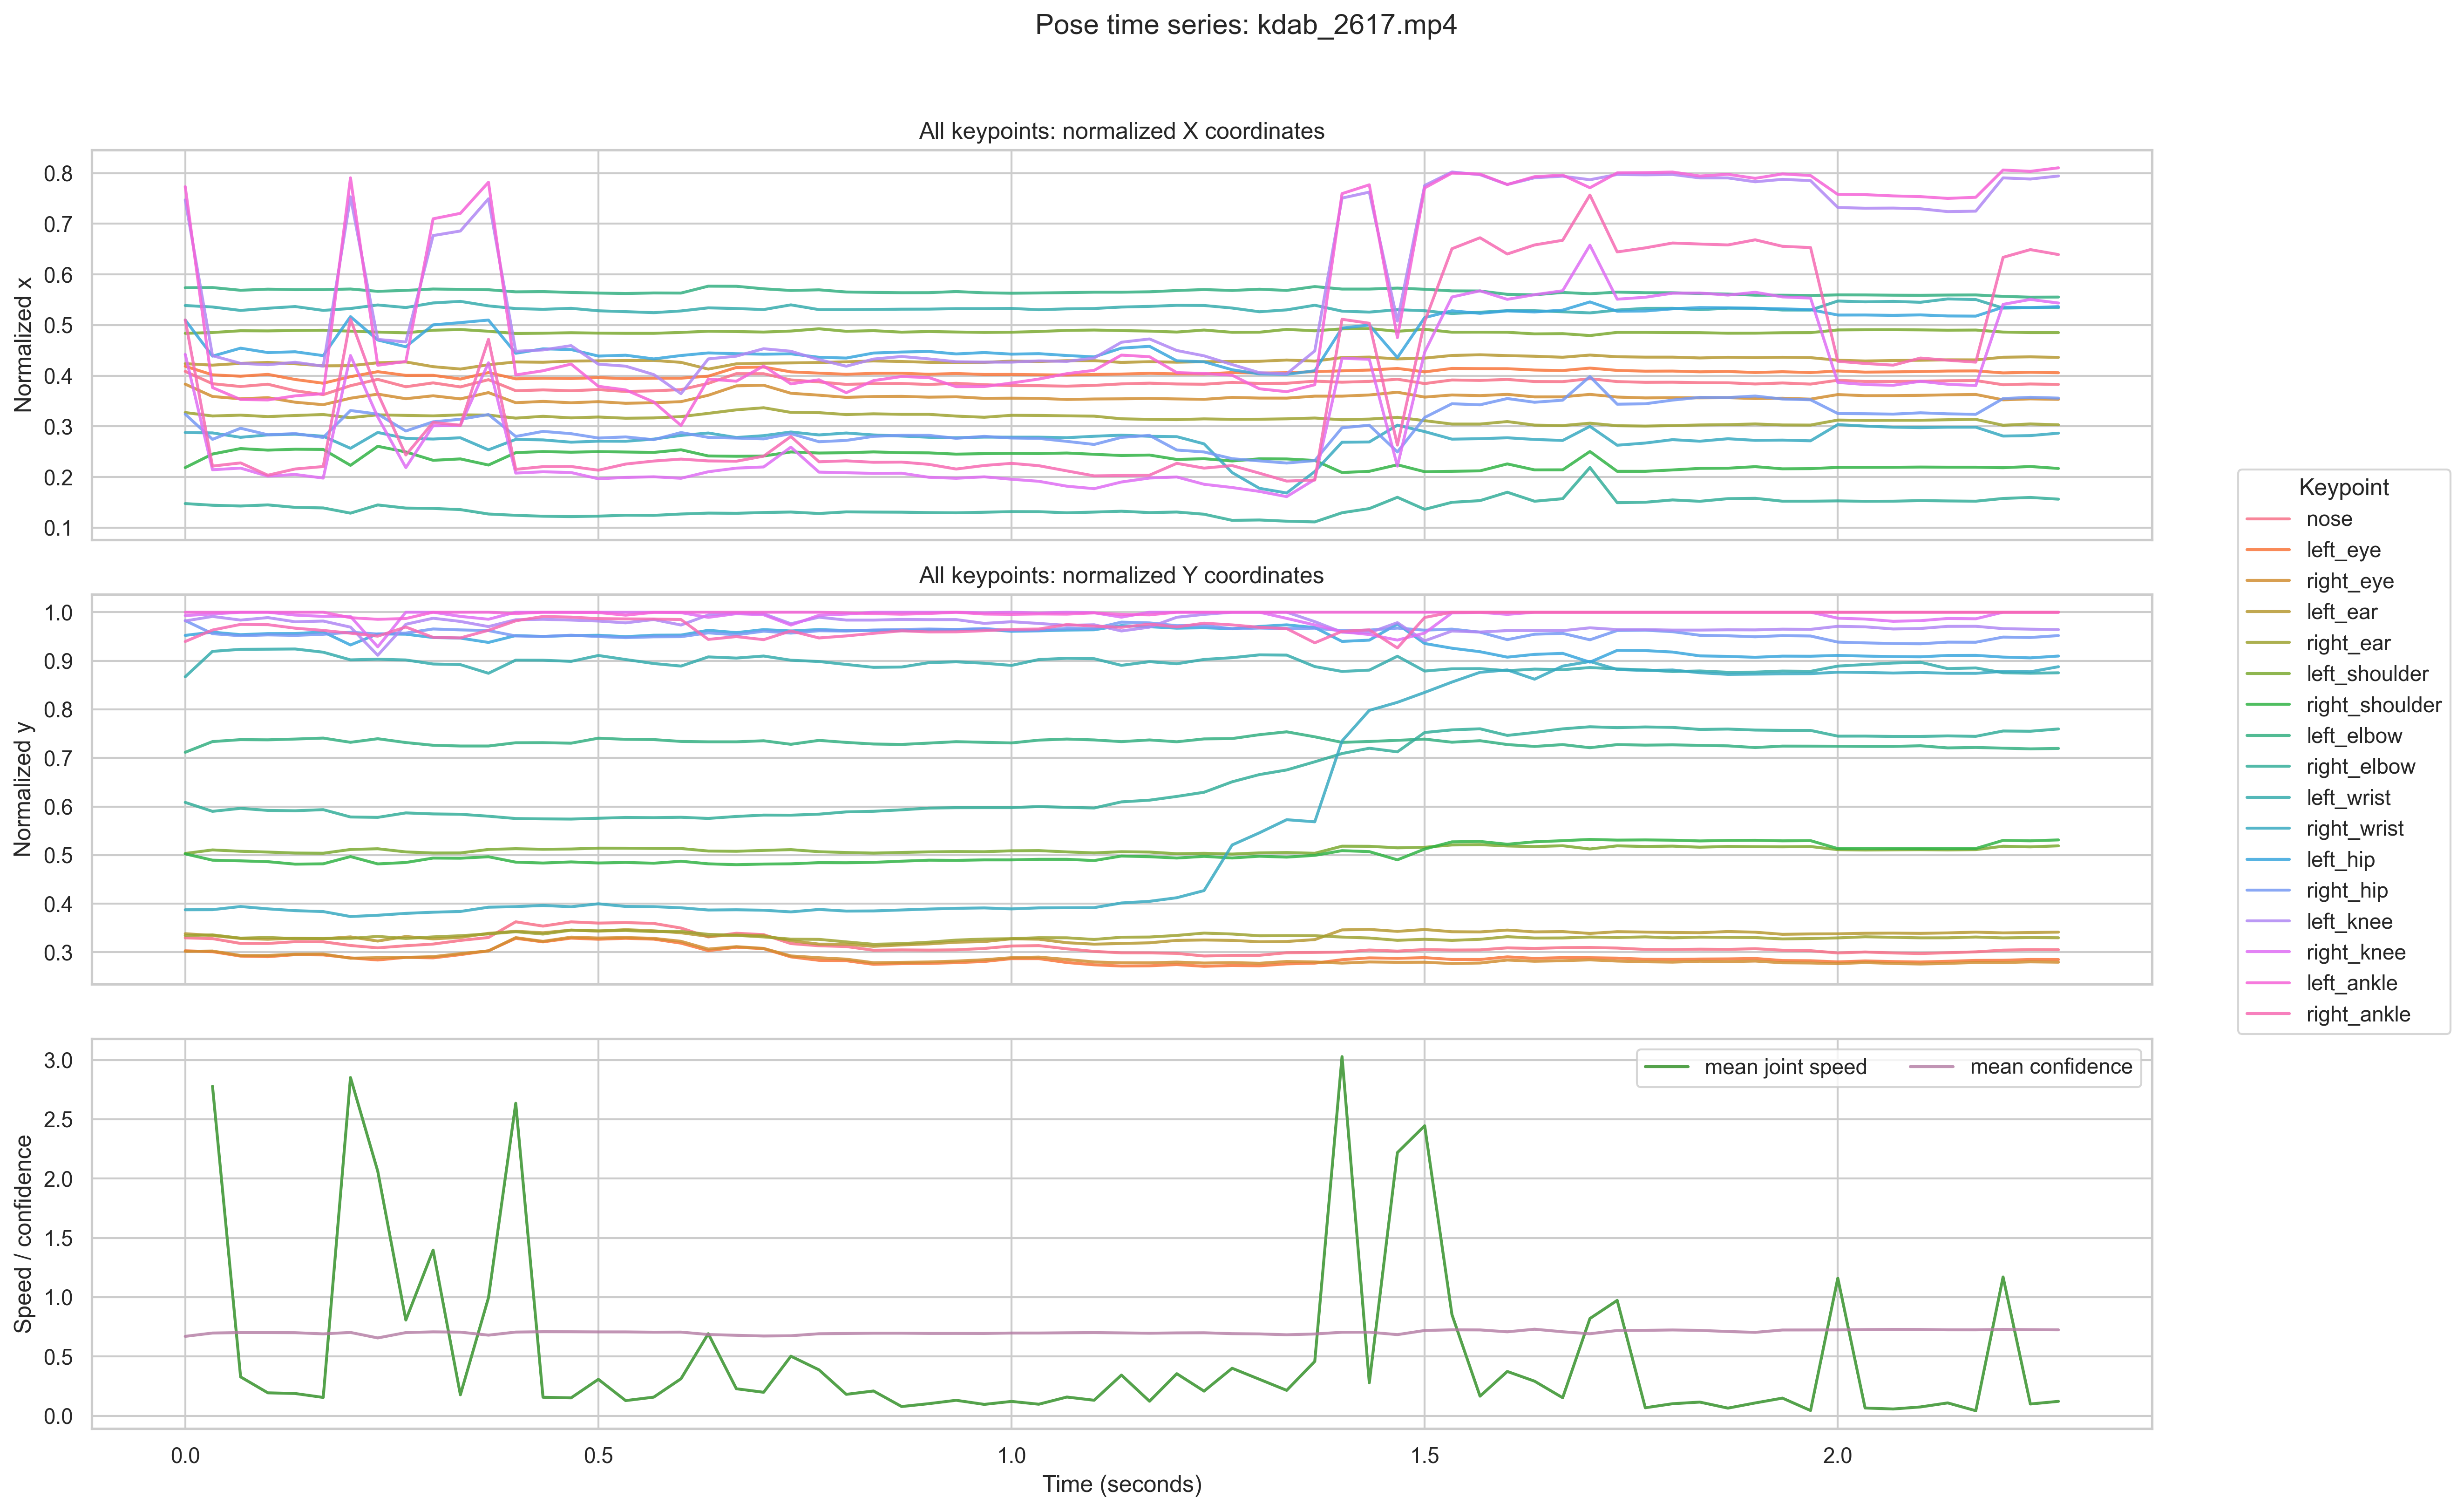 Pose time series: kdab_2617.mp4
All keypoints: normalized X coordinates
Normalized x
0.8
0.7
0.6
0.5
0.4
0.3
0.2
0.1
All keypoints: normalized Y coordinates
Normalized y
1.0
0.9
0.8
0.7
0.6
0.5
0.4
0.3
Keypoint
nose
left_eye
right_eye
left_ear
right_ear
left_shoulder
right_shoulder
left_elbow
right_elbow
left_wrist
right_wrist
left_hip
right_hip
left_knee
right_knee
left_ankle
right_ankle
Speed / confidence
3.0
2.5
2.0
1.5
1.0
0.5
0.0
mean joint speed mean confidence
0.0 0.5 1.0 1.5 2.0
Time (seconds)